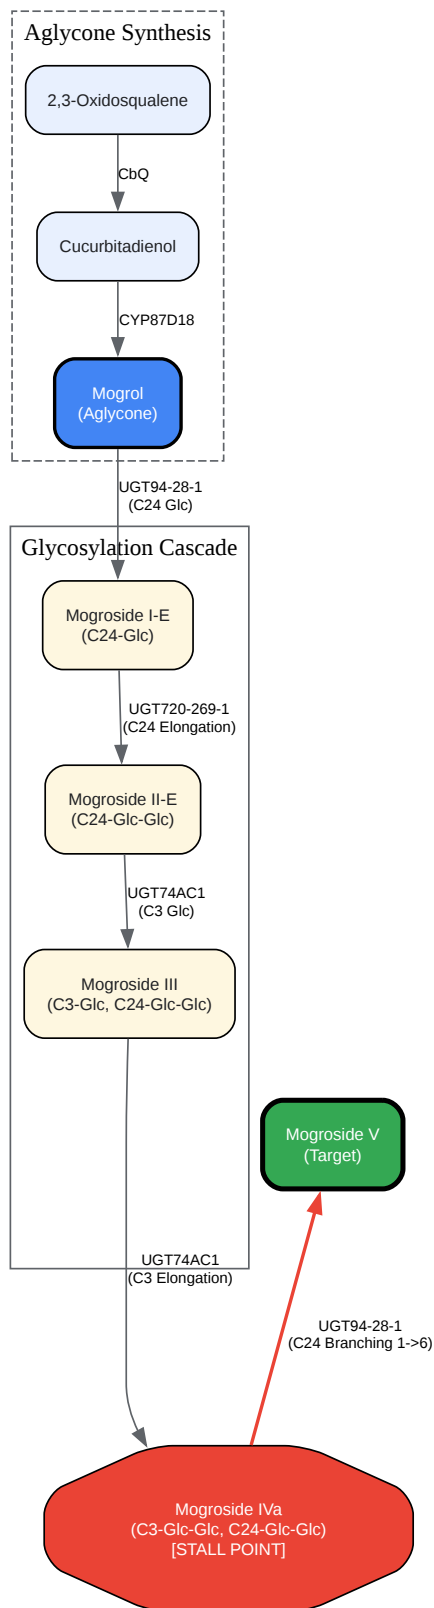 Aglycone Synthesis
2,3-Oxidosqualene
CbQ
Cucurbitadienol
CYP87D18
Mogrol
(Aglycone)
UGT94-28-1
(C24 Glc)
Glycosylation Cascade
Mogroside I-E
(C24-Glc)
UGT720-269-1
(C24 Elongation)
Mogroside II-E
(C24-Glc-Glc)
UGT74AC1
(C3 Glc)
Mogroside III
(C3-Glc, C24-Glc-Glc)
Mogroside V
(Target)
UGT74AC1
(C3 Elongation)
UGT94-28-1
(C24 Branching 1->6)
Mogroside IVa
(C3-Glc-Glc, C24-Glc-Glc)
[STALL POINT]